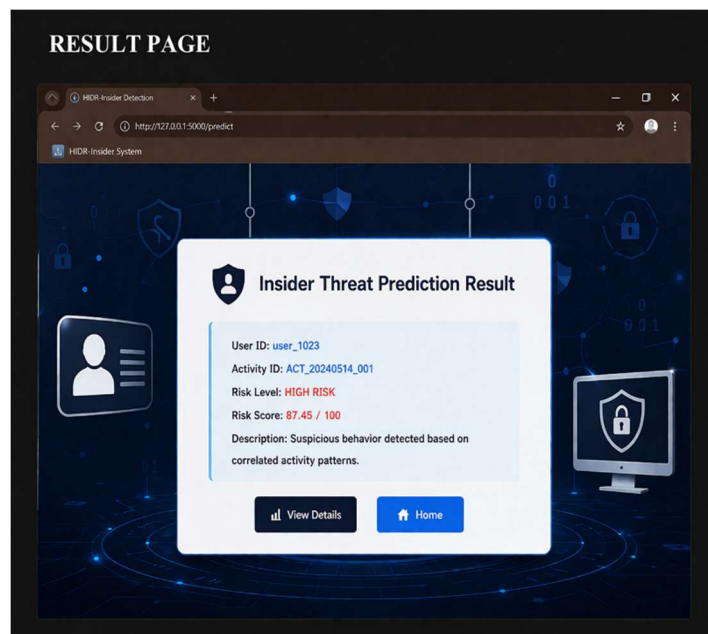 RESULT PAGE
HIDR-Insider Detection
http://127.0.0.1:5000/predict
HIDR-Insider System
Insider Threat Prediction Result
User ID: user_1023
Activity ID: ACT_20240514_001
Risk Level: HIGH RISK
Risk Score: 87.45 / 100
Description: Suspicious behavior detected based on
correlated activity patterns.
View Details
Home